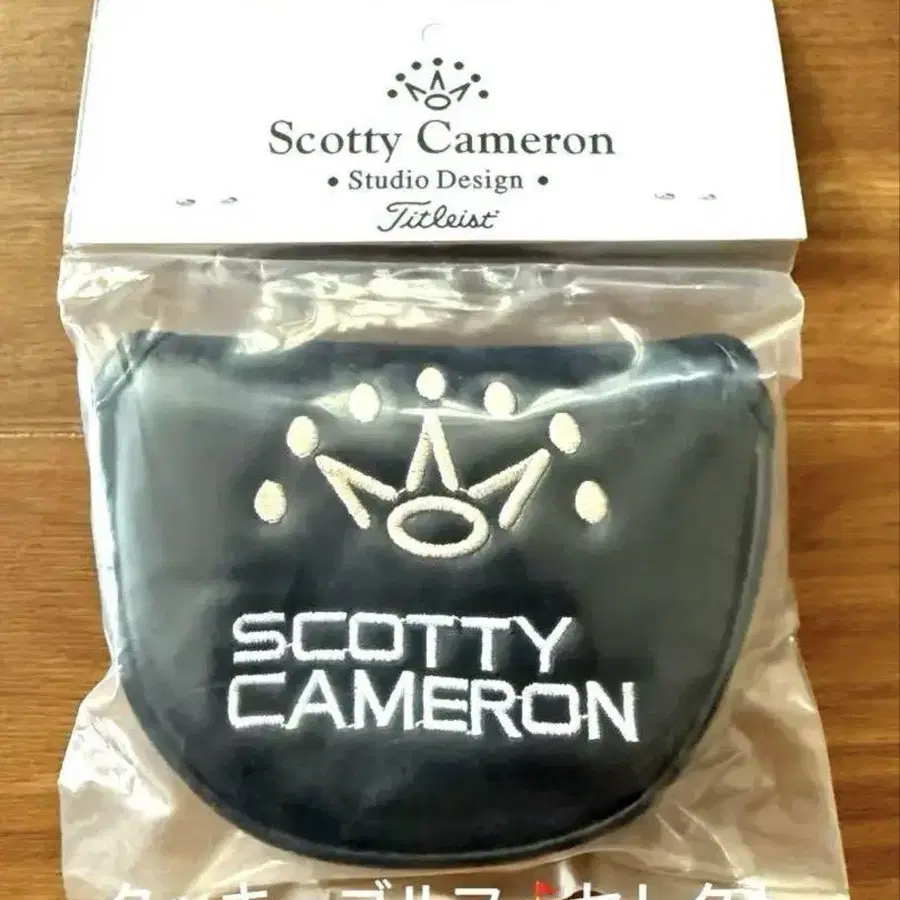 Scotty Cameron
• Studio Design •
Titleist
SCOTTY
CAMERON